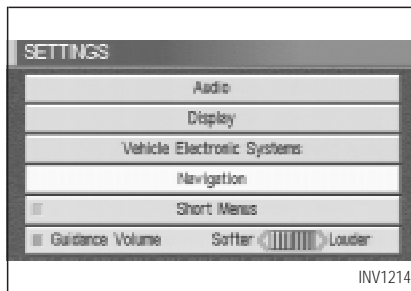 SETTINGS
Audio
Display
Vehicle Electronic Systems
Navigation
Short Menus
Guidance Volume Softer Louder
INV1214